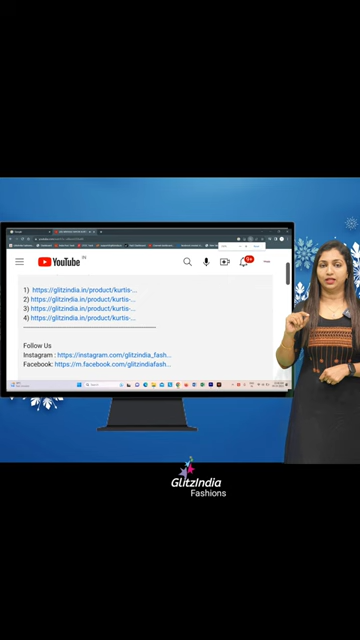 YouTube
IN
9+
1) https://glitzindia.in/product/kurtis-...
2) https://glitzindia.in/product/kurtis-...
3) https://glitzindia.in/product/kurtis-...
4) https://glitzindia.in/product/kurtis-...
Follow Us
Instagram : https://instagram.com/glitzindia_fash...
Facebook: https://m.facebook.com/glitzindiafash...
GlitzIndia
Fashions